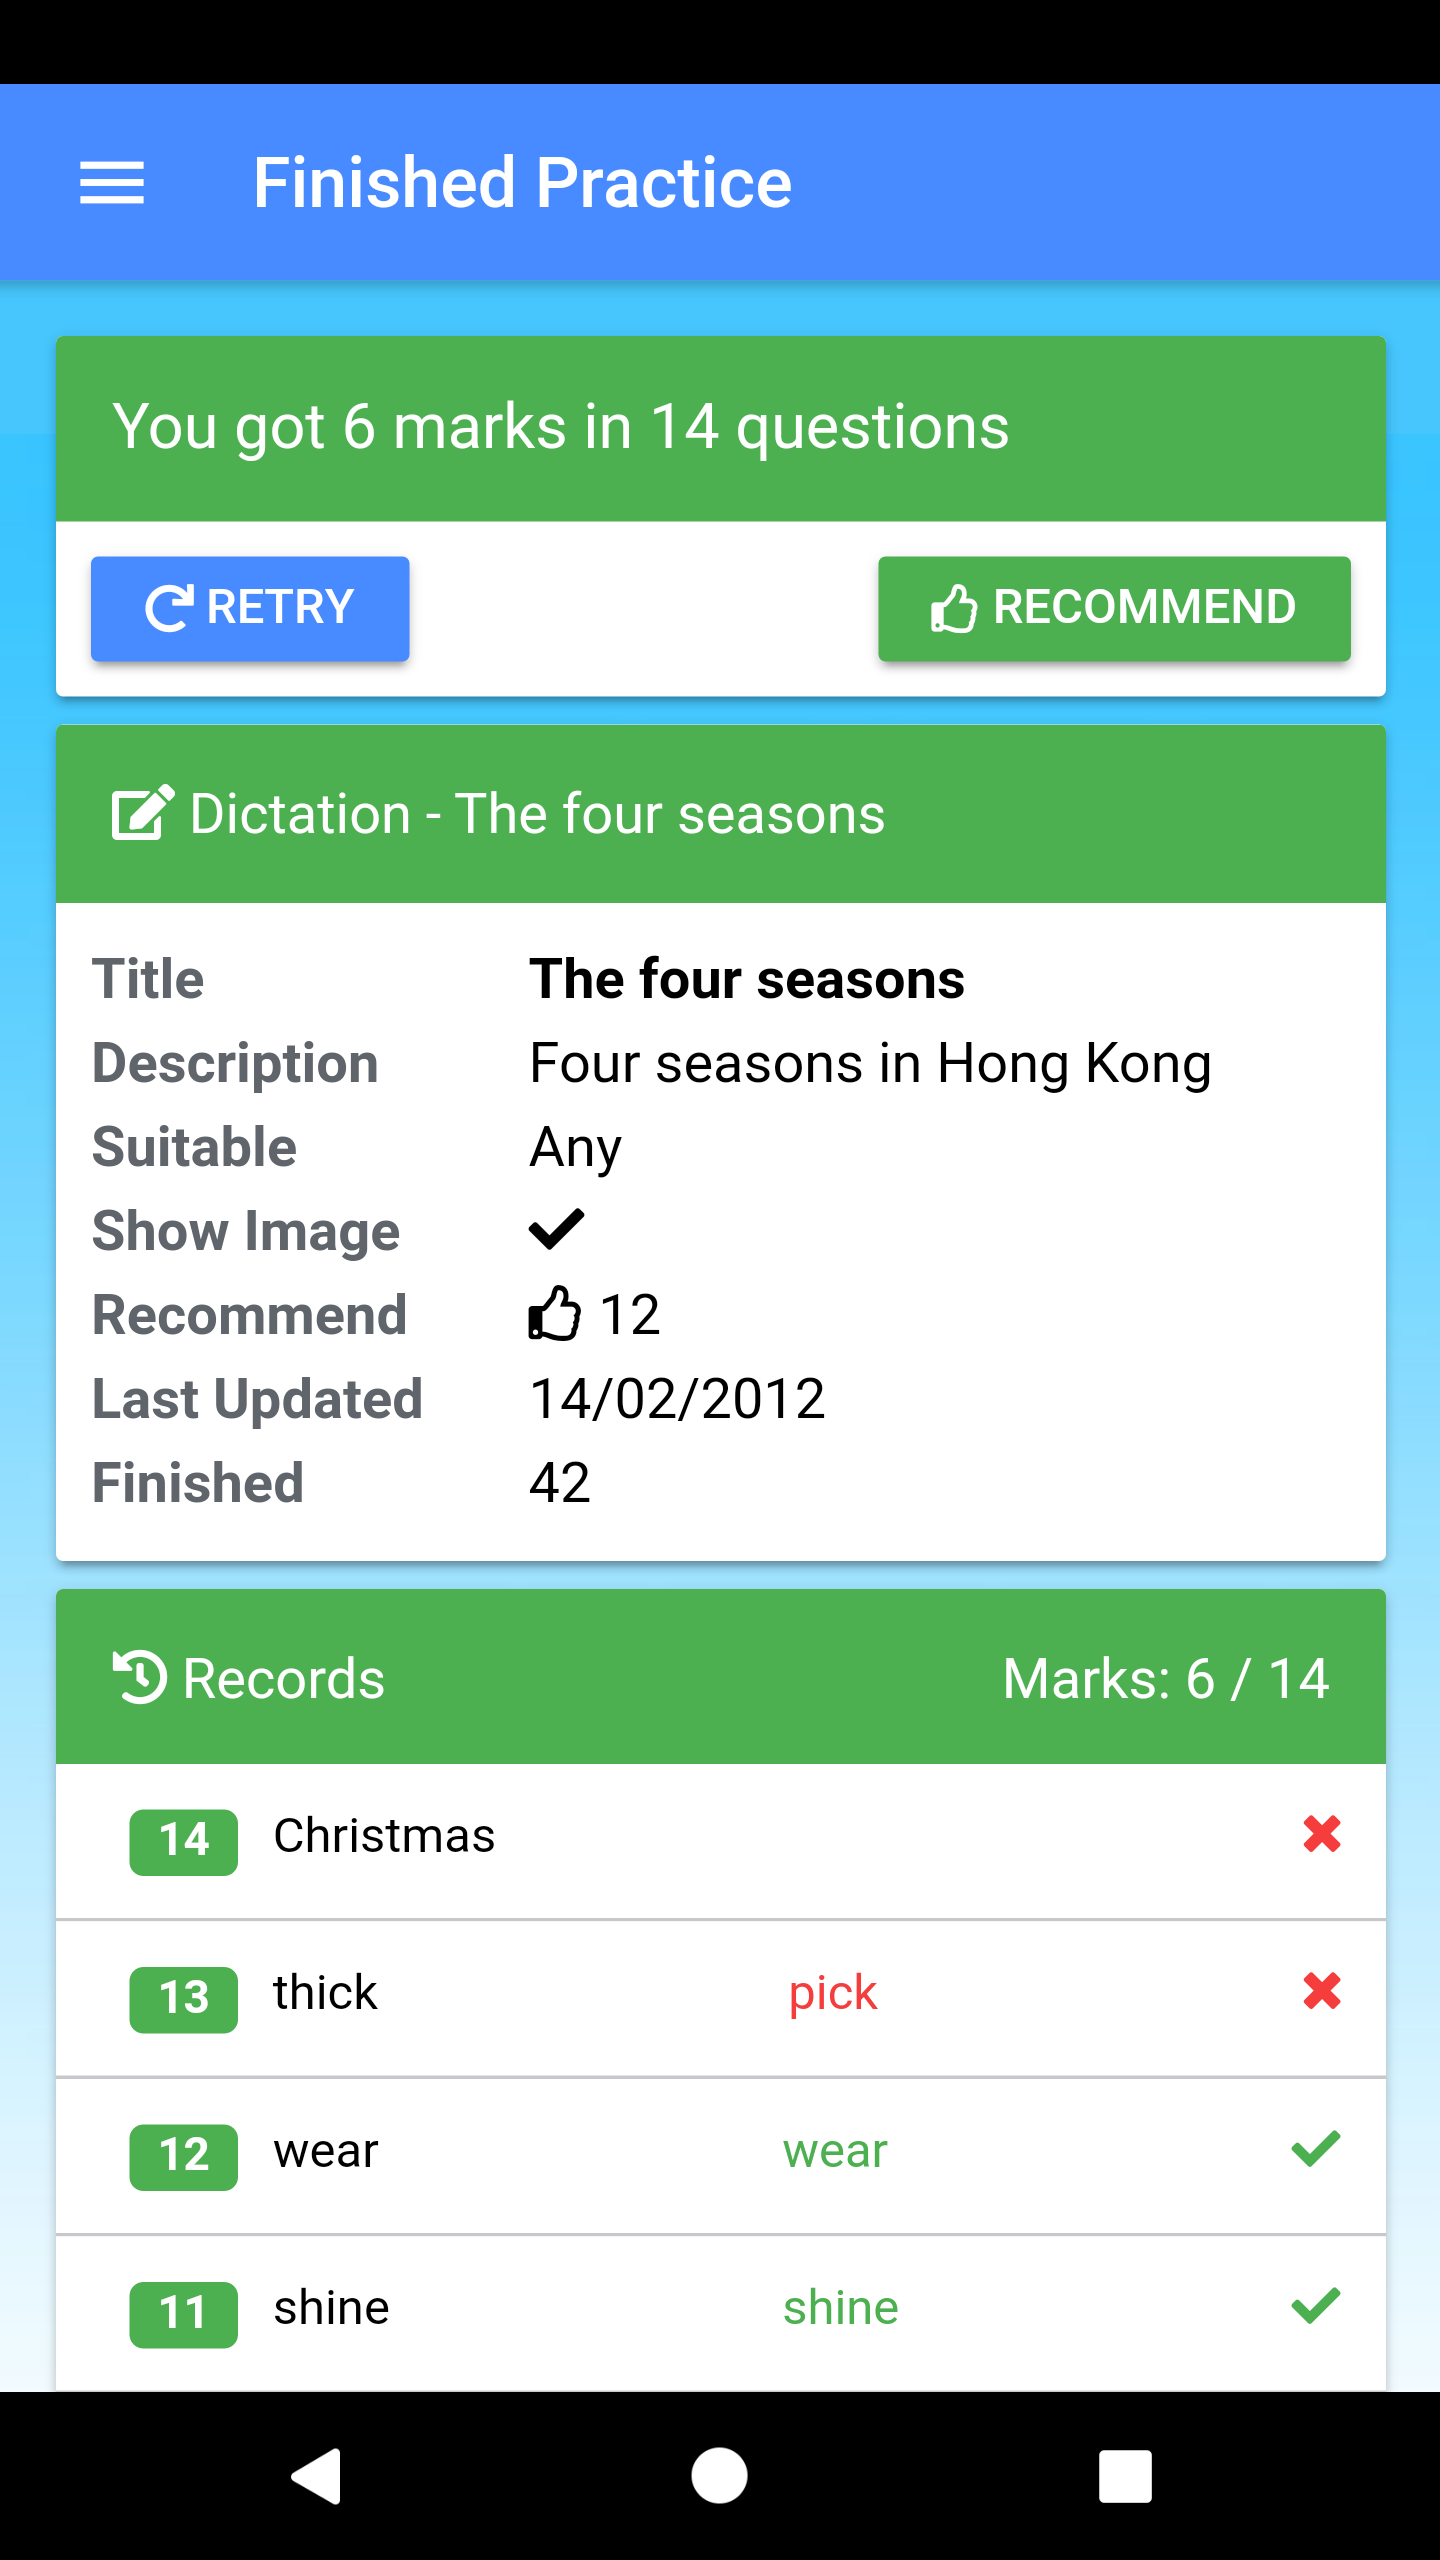 Finished Practice
You got 6 marks in 14 questions
RETRY
RECOMMEND
Dictation - The four seasons
Title The four seasons
Description Four seasons in Hong Kong
Suitable Any
Show Image
Recommend 12
Last Updated 14/02/2012
Finished 42
Records Marks: 6 / 14
14 Christmas
13 thick pick
12 wear wear
11 shine shine